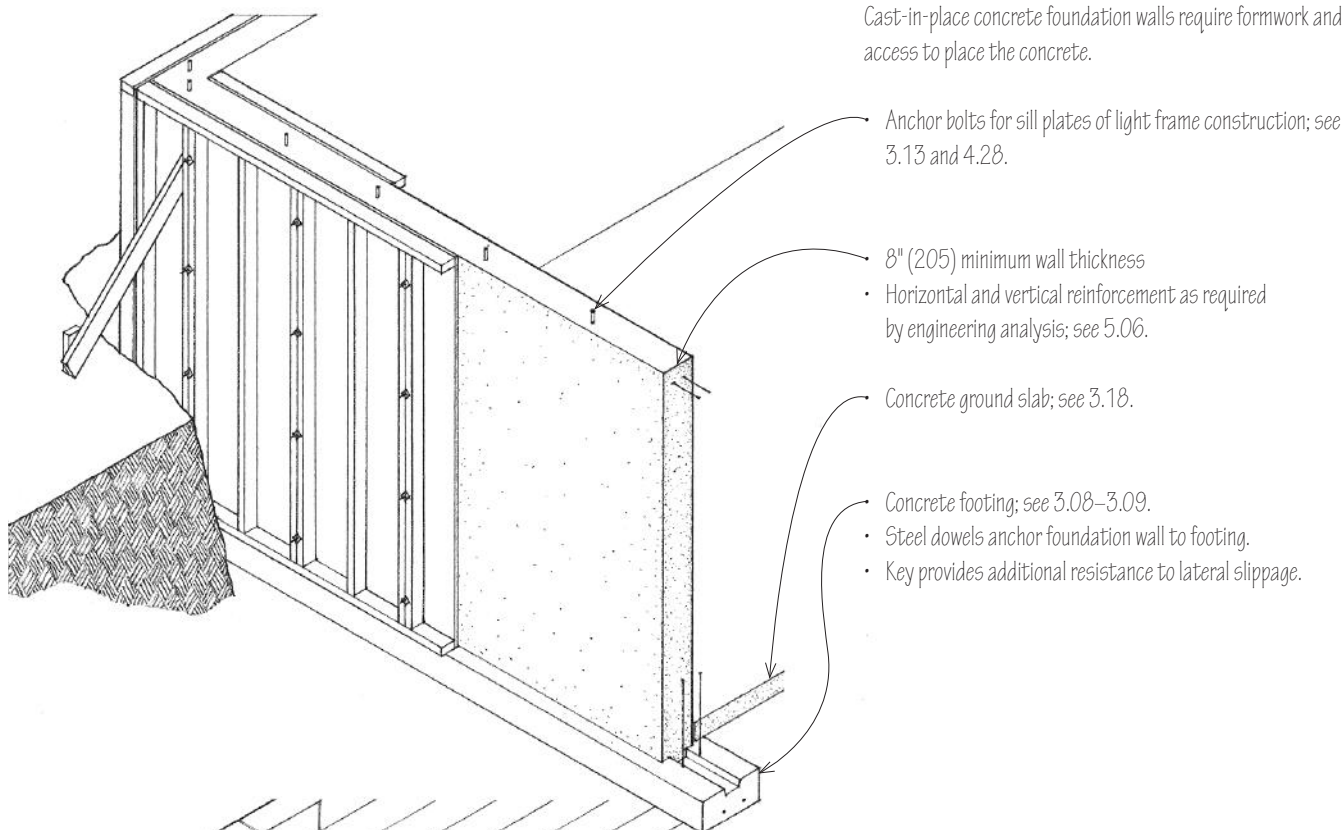 Cast-in-place concrete foundation walls require formwork and
access to place the concrete.
• Anchor bolts for sill plates of light frame construction; see
3.13 and 4.28.
• 8" (205) minimum wall thickness
• Horizontal and vertical reinforcement as required
by engineering analysis; see 5.06.
• Concrete ground slab; see 3.18.
• Concrete footing; see 3.08–3.09.
• Steel dowels anchor foundation wall to footing.
• Key provides additional resistance to lateral slippage.